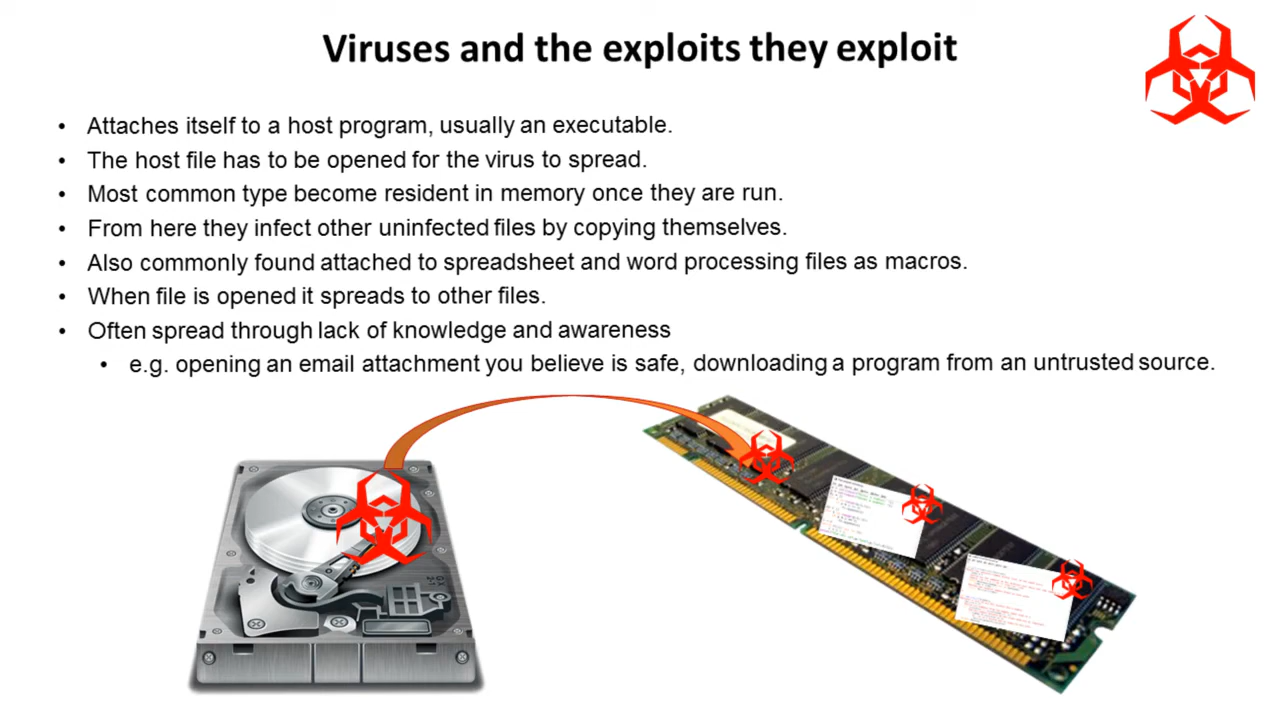 Viruses and the exploits they exploit
• Attaches itself to a host program, usually an executable.
• The host file has to be opened for the virus to spread.
• Most common type become resident in memory once they are run.
• From here they infect other uninfected files by copying themselves.
• Also commonly found attached to spreadsheet and word processing files as macros.
• When file is opened it spreads to other files.
• Often spread through lack of knowledge and awareness
• e.g. opening an email attachment you believe is safe, downloading a program from an untrusted source.